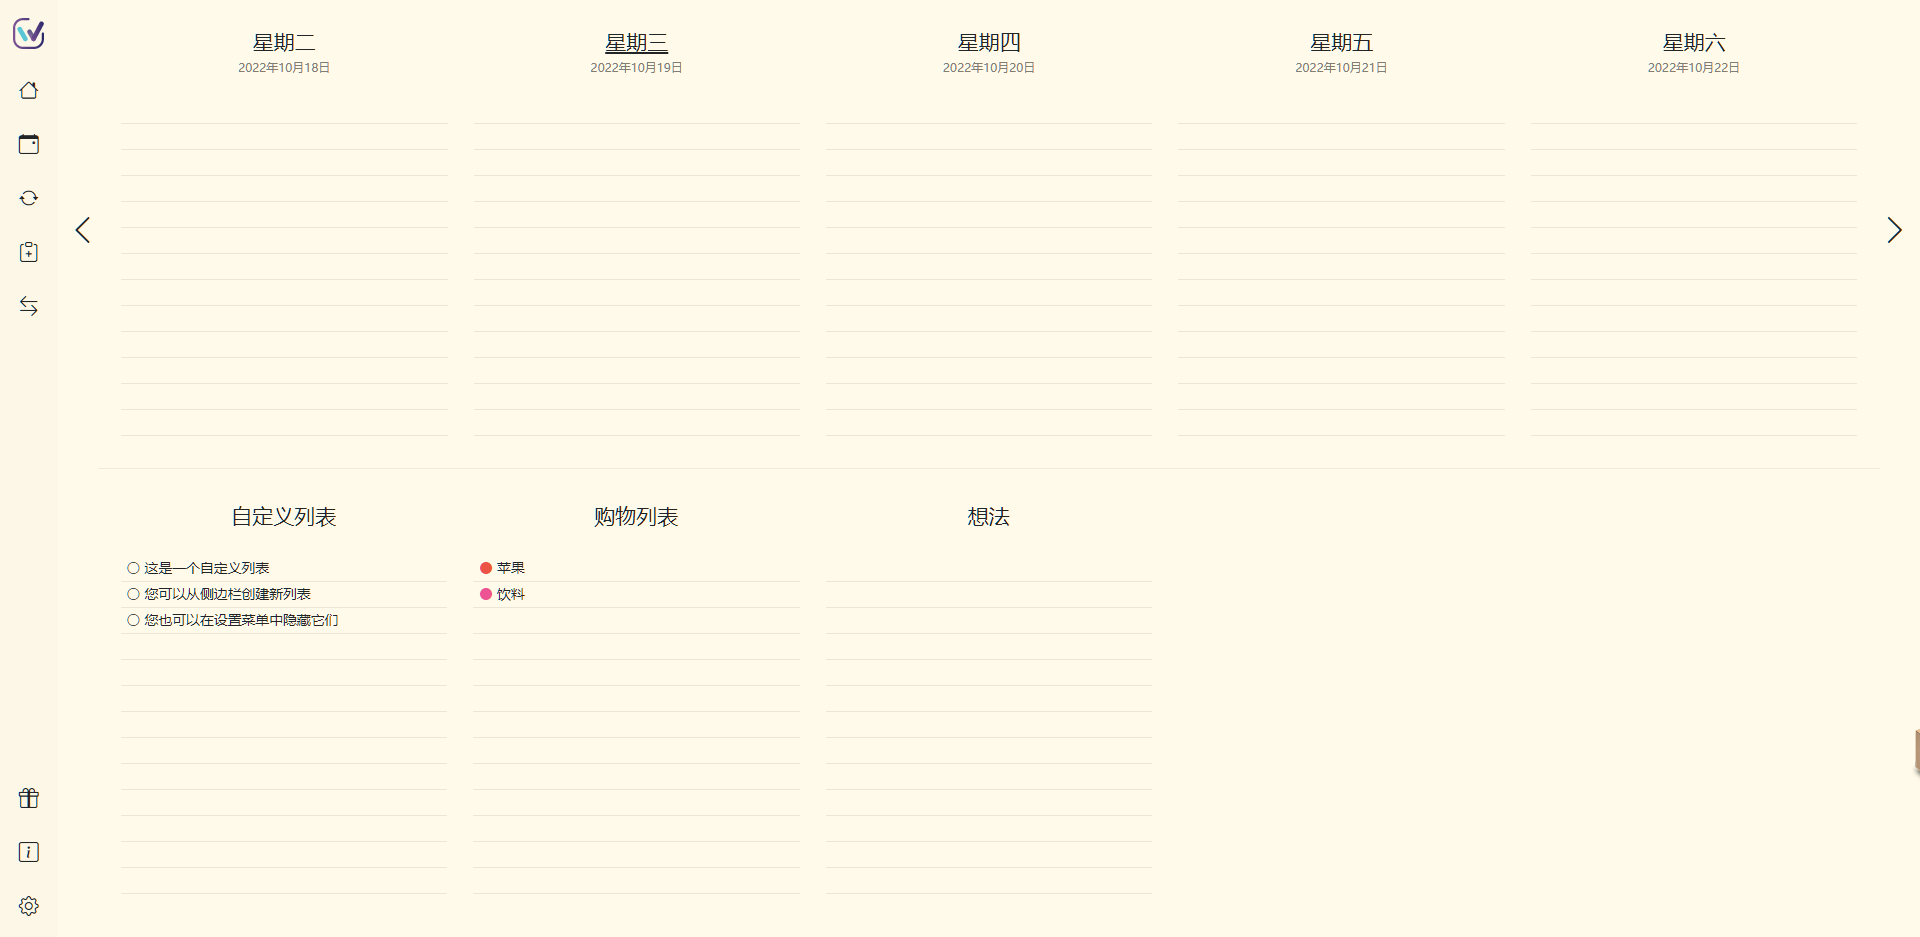 星期二
2022年10月18日
星期三
2022年10月19日
星期四
2022年10月20日
星期五
2022年10月21日
星期六
2022年10月22日
自定义列表
这是一个自定义列表
您可以从侧边栏创建新列表
您也可以在设置菜单中隐藏它们
购物列表
苹果
饮料
想法